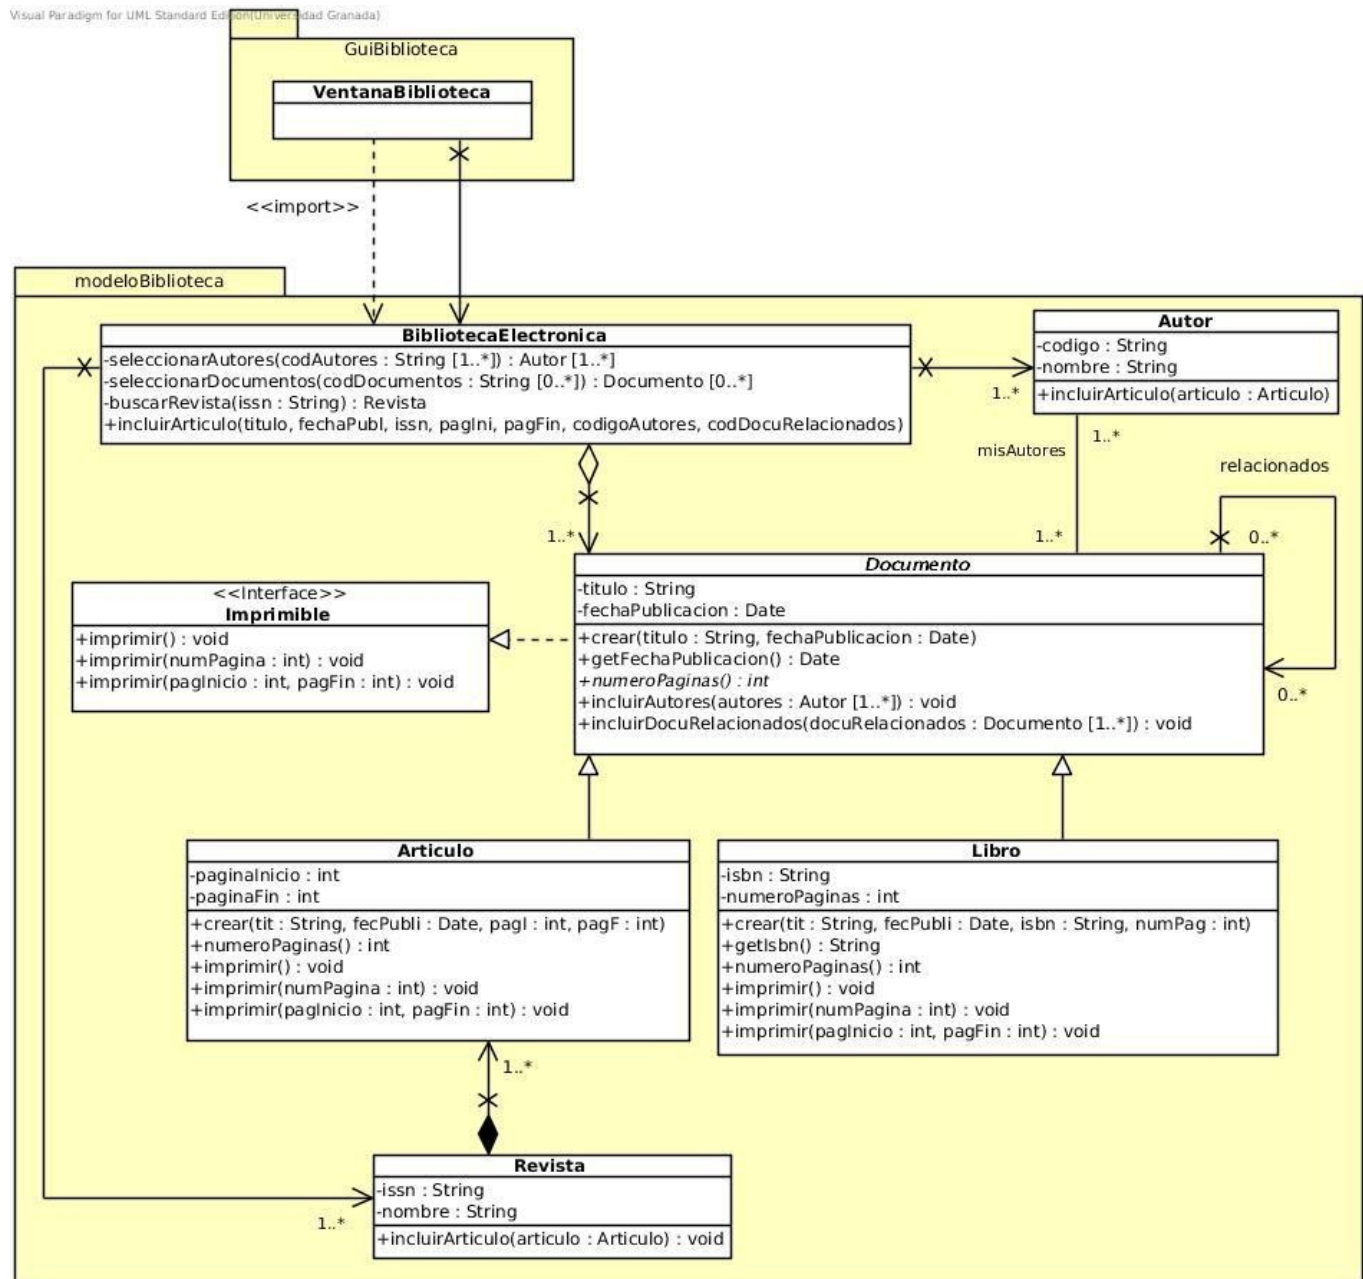 Visual Paradigm for UML Standard Edition(Universidad Granada)
GuiBiblioteca
VentanaBiblioteca
<<import>>
modeloBiblioteca
BibliotecaElectronica
-seleccionarAutores(codAutores : String [1..*]) : Autor [1..*]
-seleccionarDocumentos(codDocumentos : String [0..*]) : Documento [0..*]
-buscarRevista(issn : String) : Revista
+incluirArticulo(titulo, fechaPubl, issn, pagIni, pagFin, codigoAutores, codDocuRelacionados)
Autor
-codigo : String
-nombre : String
+incluirArticulo(articulo : Articulo)
1..*
1..*
misAutores
relacionados
1..*
1..*
0..*
Documento
-titulo : String
-fechaPublicacion : Date
+crear(titulo : String, fechaPublicacion : Date)
+getFechaPublicacion() : Date
+numeroPaginas() : int
+incluirAutores(autores : Autor [1..*]) : void
+incluirDocuRelacionados(docuRelacionados : Documento [1..*]) : void
0..*
<<Interface>>
Imprimible
+imprimir() : void
+imprimir(numPagina : int) : void
+imprimir(pagInicio : int, pagFin : int) : void
Articulo
-paginaInicio : int
-paginaFin : int
+crear(tit : String, fecPubli : Date, pagI : int, pagF : int)
+numeroPaginas() : int
+imprimir() : void
+imprimir(numPagina : int) : void
+imprimir(pagInicio : int, pagFin : int) : void
Libro
-isbn : String
-numeroPaginas : int
+crear(tit : String, fecPubli : Date, isbn : String, numPag : int)
+getIsbn() : String
+numeroPaginas() : int
+imprimir() : void
+imprimir(numPagina : int) : void
+imprimir(pagInicio : int, pagFin : int) : void
1..*
Revista
-issn : String
-nombre : String
+incluirArticulo(articulo : Articulo) : void
1..*